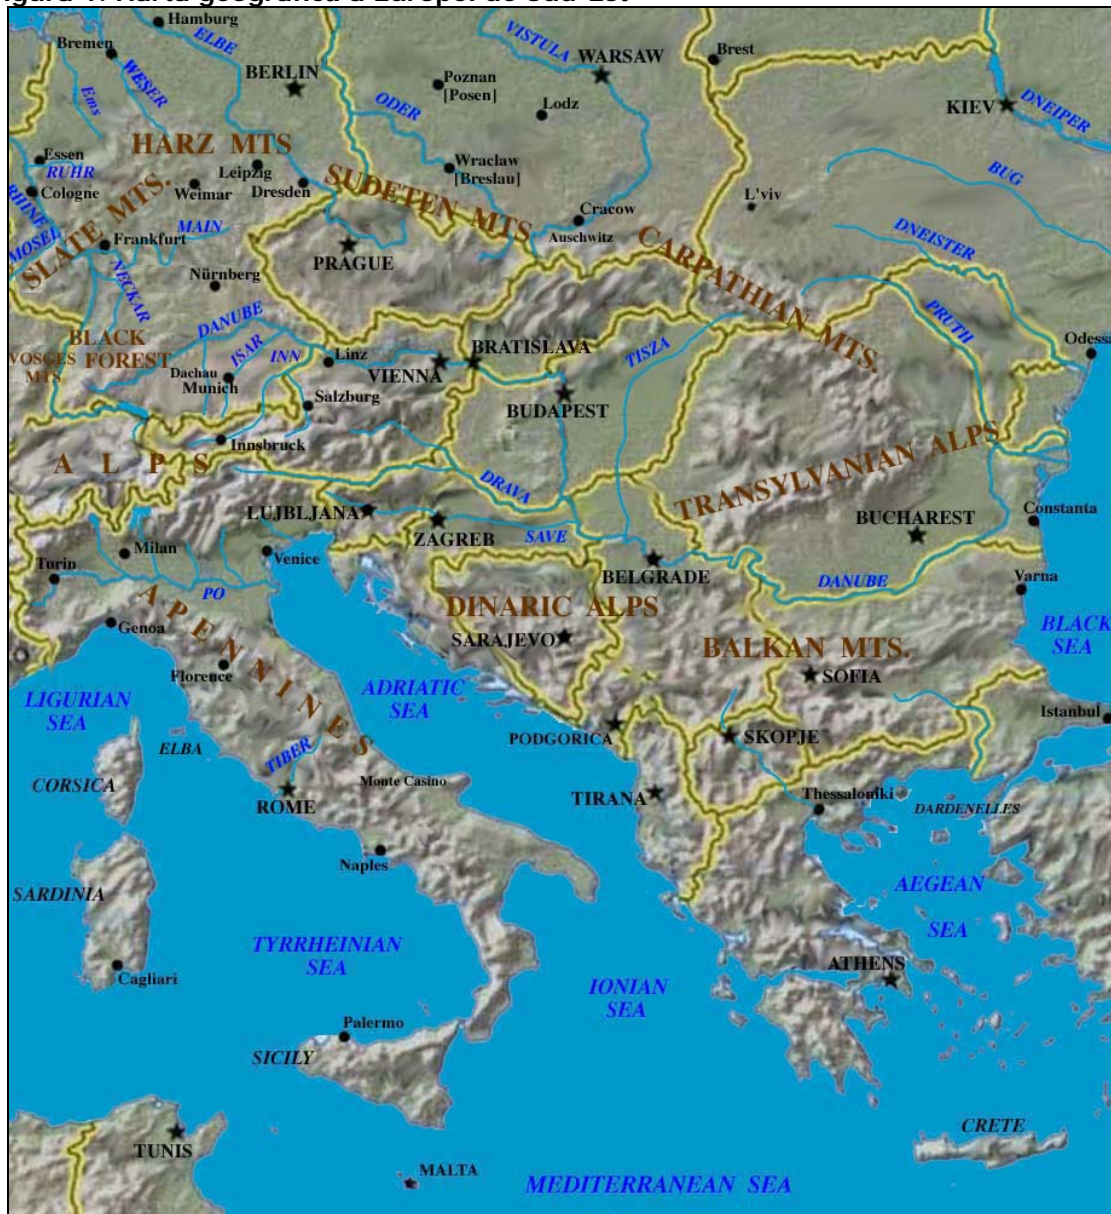 Hamburg
Bremen
ELBE
WESER
Ems
BERLIN
VISTULA
WARSAW
Brest
Poznan
[Posen]
Lodz
ODER
KIEV
DNEIPER
HARZ MTS
Essen
RUHR
Leipzig
Cologne
Weimar
Dresden
RHINE
SLATE MTS.
SUDETEN MTS
Wraclaw
[Breslau]
BUG
L'viv
MOSEL
Frankfurt
MAIN
Cracow
Auschwitz
CARPATHIAN MTS.
DNEISTER
PRAGUE
NECKAR
Nürnberg
DANUBE
BLACK
FOREST
VOSGES
MTS
ISAR
INN
Dachau
Munich
Linz
VIENNA
BRATISLAVA
TISZA
PRUTH
Odessa
Salzburg
BUDAPEST
Innsbruck
ALPS
DRAVA
TRANSYLVANIAN ALPS
LUJBLJANA
ZAGREB
SAVE
BUCHAREST
Constanta
Milan
Venice
Turin
PO
BELGRADE
DANUBE
Varna
APENNINES
Genoa
DINARIC ALPS
SARAJEVO
BALKAN MTS.
SOFIA
BLACK
SEA
Florence
LIGURIAN
SEA
ADRIATIC
SEA
Istanbul
ELBA
PODGORICA
SKOPJE
TIBER
CORSICA
Monte Casino
ROME
TIRANA
Thessaloniki
DARDENELLES
Naples
SARDINIA
AEGEAN
SEA
TYRRHEINIAN
SEA
Cagliari
ATHENS
IONIAN
SEA
Palermo
SICILY
TUNIS
CRETE
MALTA
MEDITERRANEAN SEA